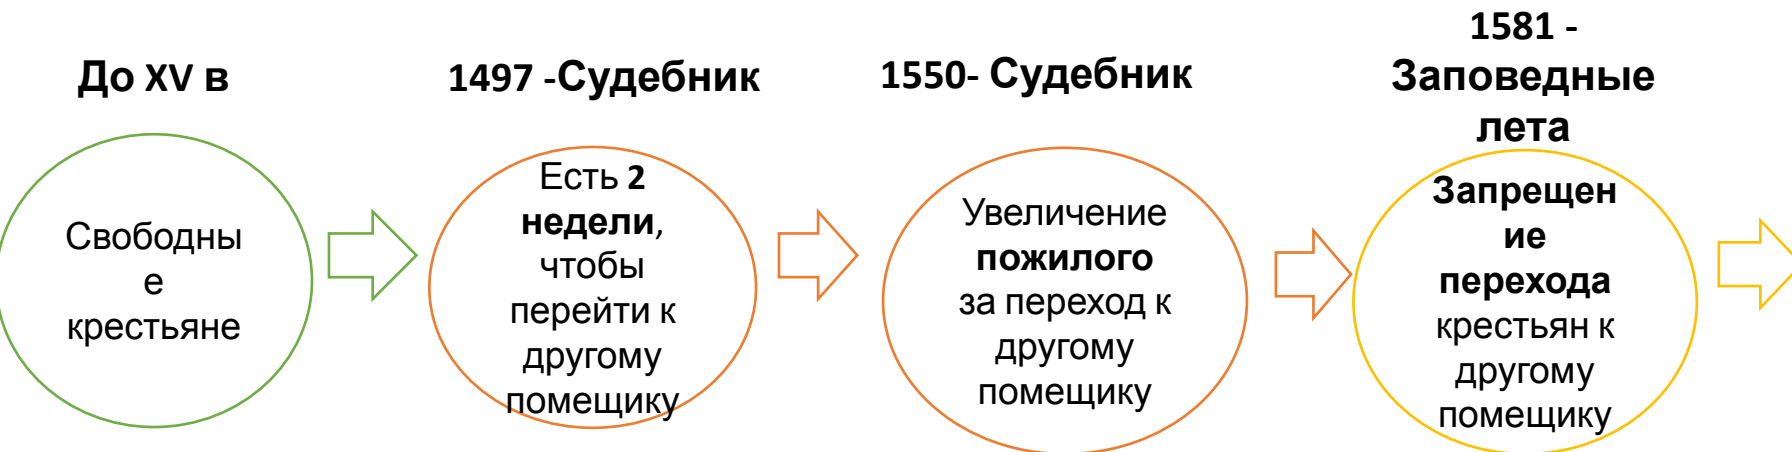 До XV в
Свободны
е
крестьяне
1497 -Судебник
Есть 2
недели,
чтобы
перейти к
другому
помещику
1550- Судебник
Увеличение
пожилого
за переход к
другому
помещику
1581 -
Заповедные
лета
Запрещен
ие
перехода
крестьян к
другому
помещику